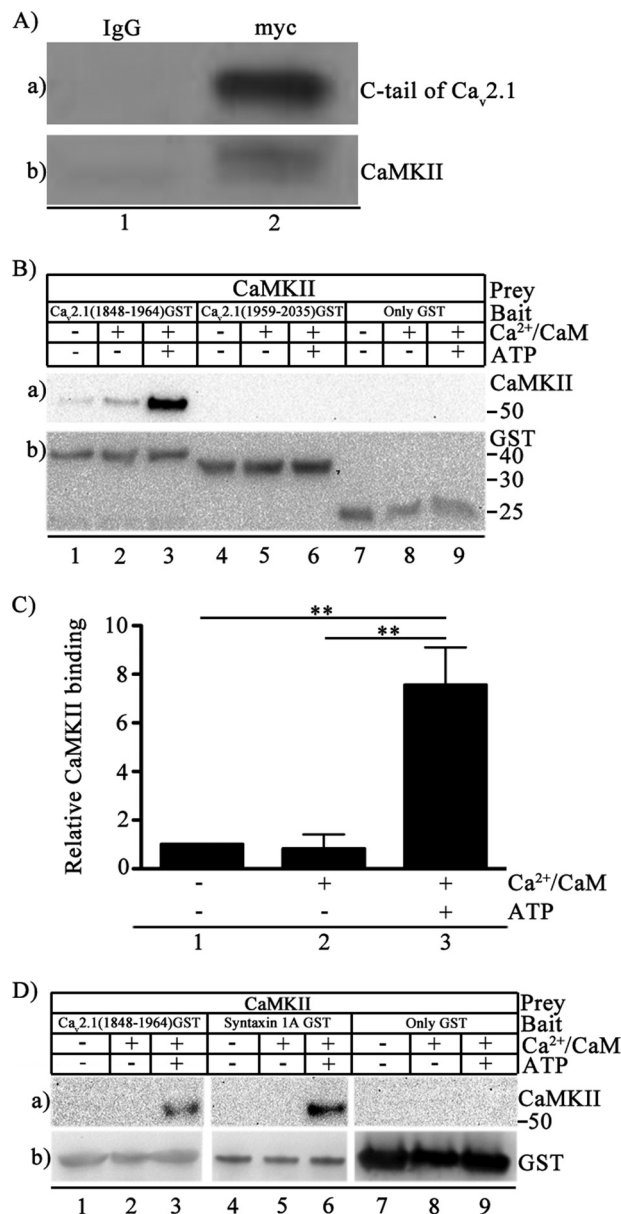 A)
IgG myc
a) C-tail of Cav2.1
b) CaMKII
1 2
B)
CaMKII Prey
Cav2.1(1848-1964)GST Cav2.1(1959-2035)GST Only GST Bait
- + + - + + - + + Ca²⁺/CaM
- - + - - + - - + ATP
a) CaMKII
-50
b) GST
-40
-30
-25
1 2 3 4 5 6 7 8 9
C)
Relative CaMKII binding
10
8
6
4
2
0
**
**
- + + Ca²⁺/CaM
- - + ATP
1 2 3
D)
CaMKII Prey
Cav2.1(1848-1964)GST Syntaxin 1A GST Only GST Bait
- + + - + + - + + Ca²⁺/CaM
- - + - - + - - + ATP
a) CaMKII
-50
b) GST
1 2 3 4 5 6 7 8 9